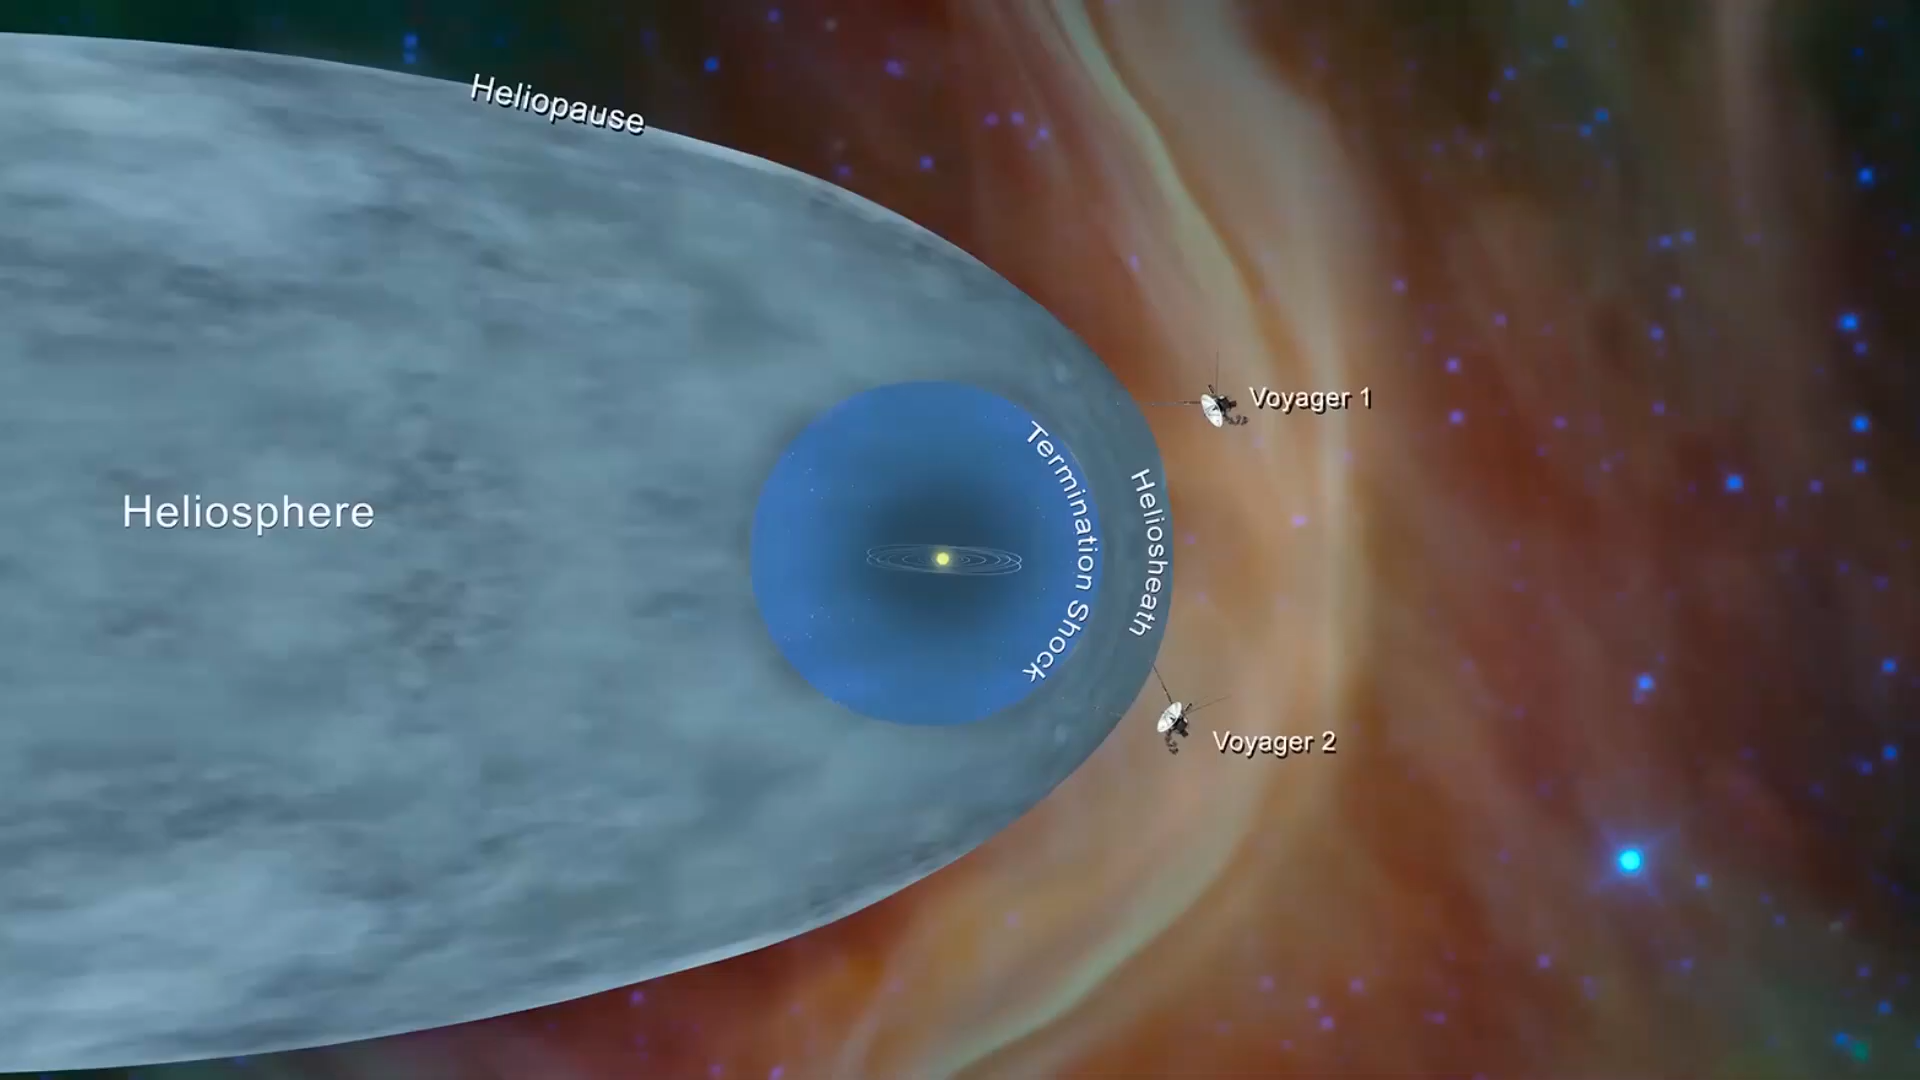 Heliopause
Voyager 1
Termination Shock
Heliosheath
Heliosphere
Voyager 2